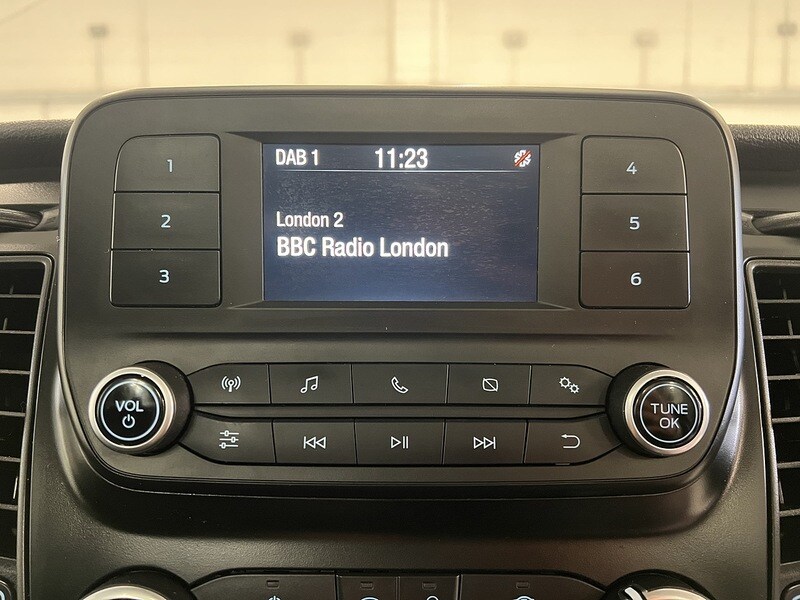 DAB 1 11:23
London 2
BBC Radio London
1
2
3
4
5
6
VOL
TUNE
OK